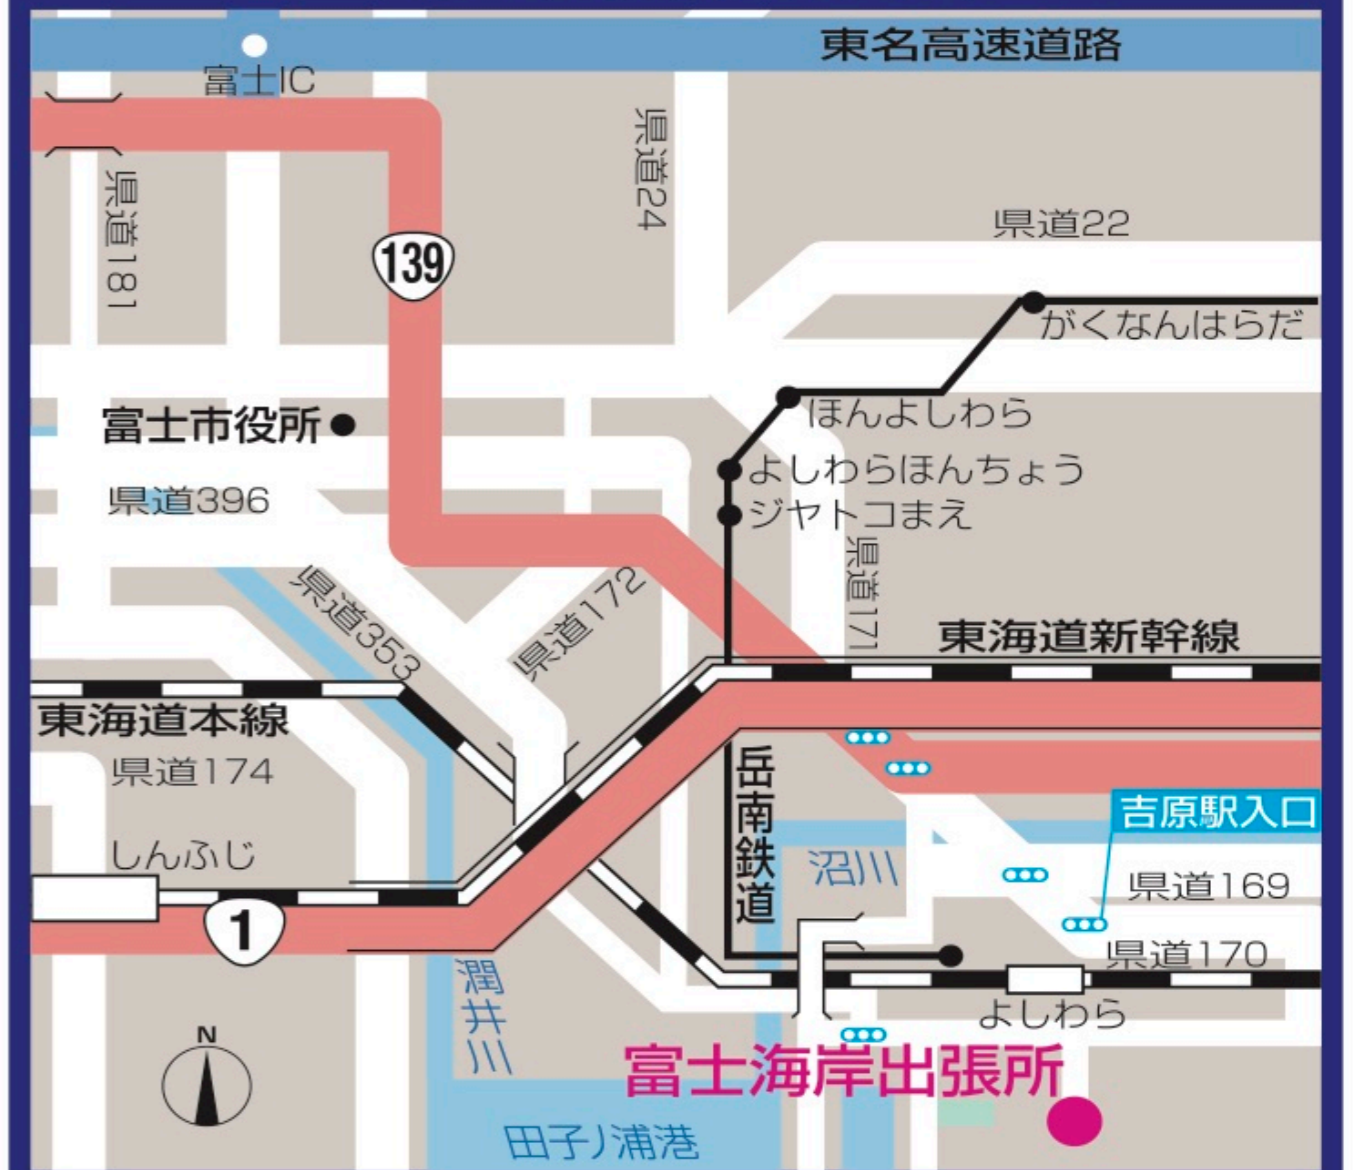 東名高速道路
富士IC
県道181
県道24
139
県道22
がくなんはらだ
ほんよしわら
富士市役所
よしわらほんちょう
県道396
ジヤトコまえ
県道353
県道172
県道171
東海道新幹線
東海道本線
県道174
岳南鉄道
吉原駅入口
しんふじ
沼川
県道169
1
県道170
潤井川
よしわら
N
富士海岸出張所
田子ノ浦港